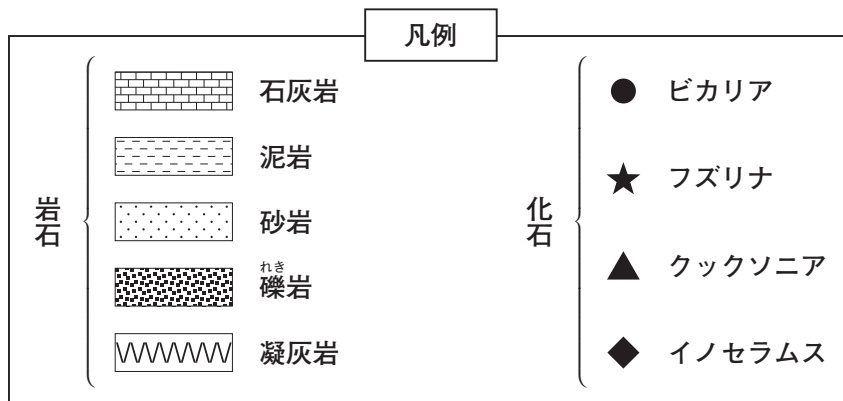 凡例
岩石
石灰岩
泥岩
砂岩
れき
礫岩
凝灰岩
化石
ビカリア
フズリナ
クックソニア
イノセラムス